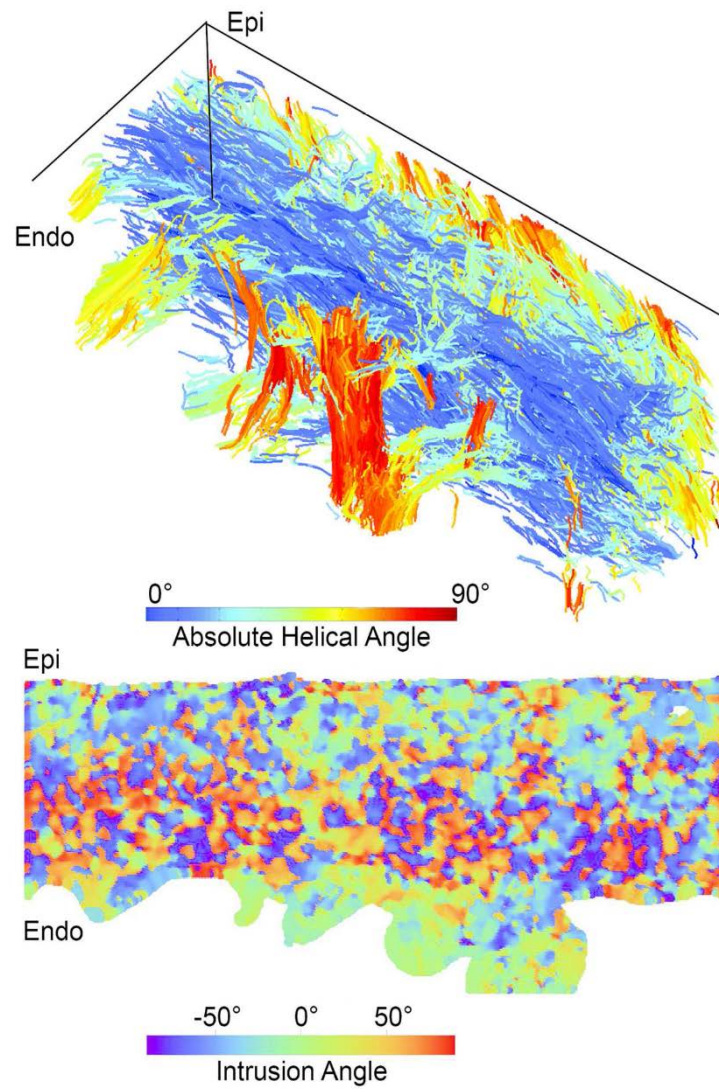 Epi
Endo
0° 90°
Absolute Helical Angle
Epi
Endo
-50° 0° 50°
Intrusion Angle